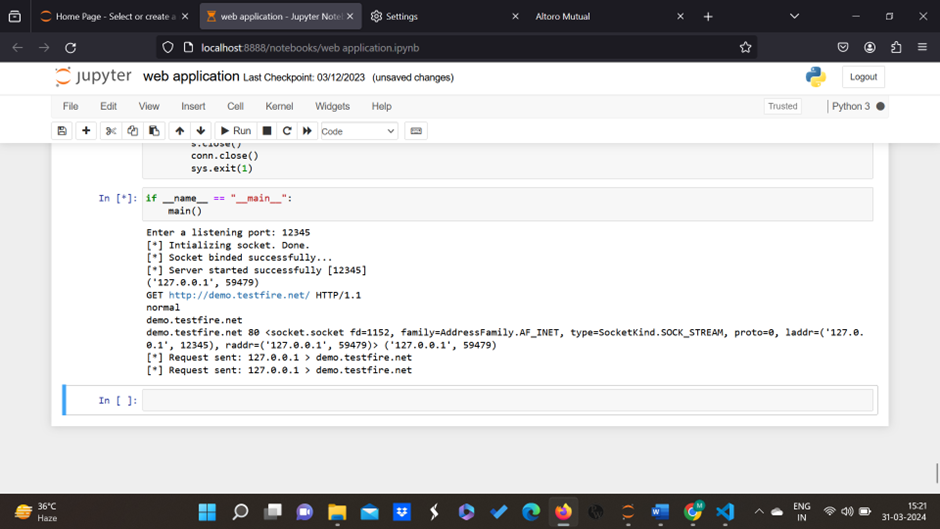 Home Page - Select or create a
web application - Jupyter Note
Settings
Altoro Mutual
localhost:8888/notebooks/web application.ipynb
jupyter web application Last Checkpoint: 03/12/2023 (unsaved changes)
Logout
File Edit View Insert Cell Kernel Widgets Help
Trusted
Python 3
Run
Code
s.close()
conn.close()
sys.exit(1)
In [*]: if __name__ == "__main__":
main()
Enter a listening port: 12345
[*] Intializing socket. Done.
[*] Socket binded successfully...
[*] Server started successfully [12345]
('127.0.0.1', 59479)
GET http://demo.testfire.net/ HTTP/1.1
normal
demo.testfire.net
demo.testfire.net 80 <socket.socket fd=1152, family=AddressFamily.AF_INET, type=SocketKind.SOCK_STREAM, proto=0, laddr=('127.0.
0.1', 12345), raddr=('127.0.0.1', 59479)> ('127.0.0.1', 59479)
[*] Request sent: 127.0.0.1 > demo.testfire.net
[*] Request sent: 127.0.0.1 > demo.testfire.net
In [ ]:
36°C
Haze
ENG
IN
15:21
31-03-2024